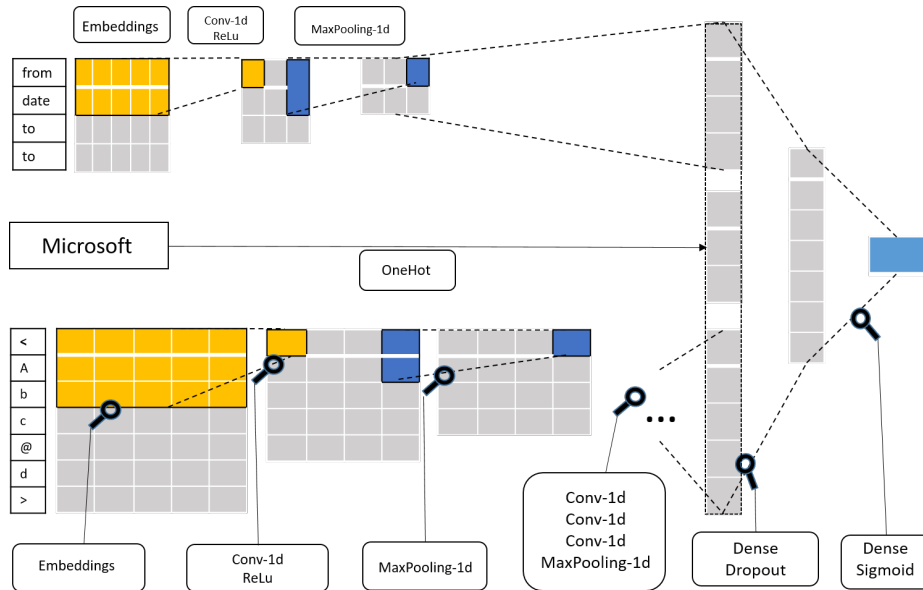 Embeddings
Conv-1d
ReLu
MaxPooling-1d
from
date
to
to
Microsoft
OneHot
<
A
b
c
@
d
>
...
Embeddings
Conv-1d
ReLu
MaxPooling-1d
Conv-1d
Conv-1d
Conv-1d
MaxPooling-1d
Dense
Dropout
Dense
Sigmoid